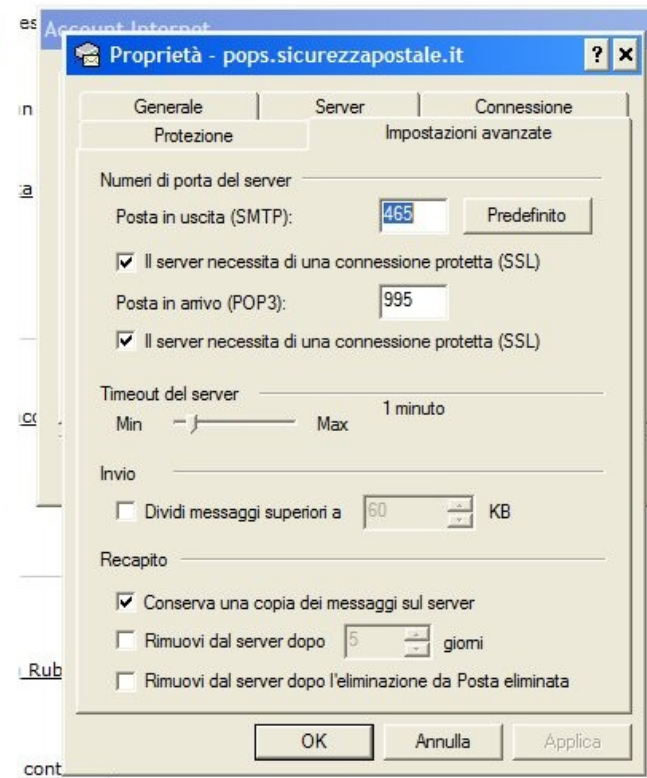 es
Account Internet
Proprietà - pops.sicurezzapostale.it
n
Generale Server Connessione
Protezione Impostazioni avanzate
ta
Numeri di porta del server
Posta in uscita (SMTP): 465 Predefinito
Il server necessita di una connessione protetta (SSL)
Posta in arrivo (POP3): 995
Il server necessita di una connessione protetta (SSL)
Timeout del server
Min Max 1 minuto
Invio
Dividi messaggi superiori a 60 KB
Recapito
Conserva una copia dei messaggi sul server
Rimuovi dal server dopo 5 giorni
Rub
Rimuovi dal server dopo l'eliminazione da Posta eliminata
OK Annulla Applica
cont